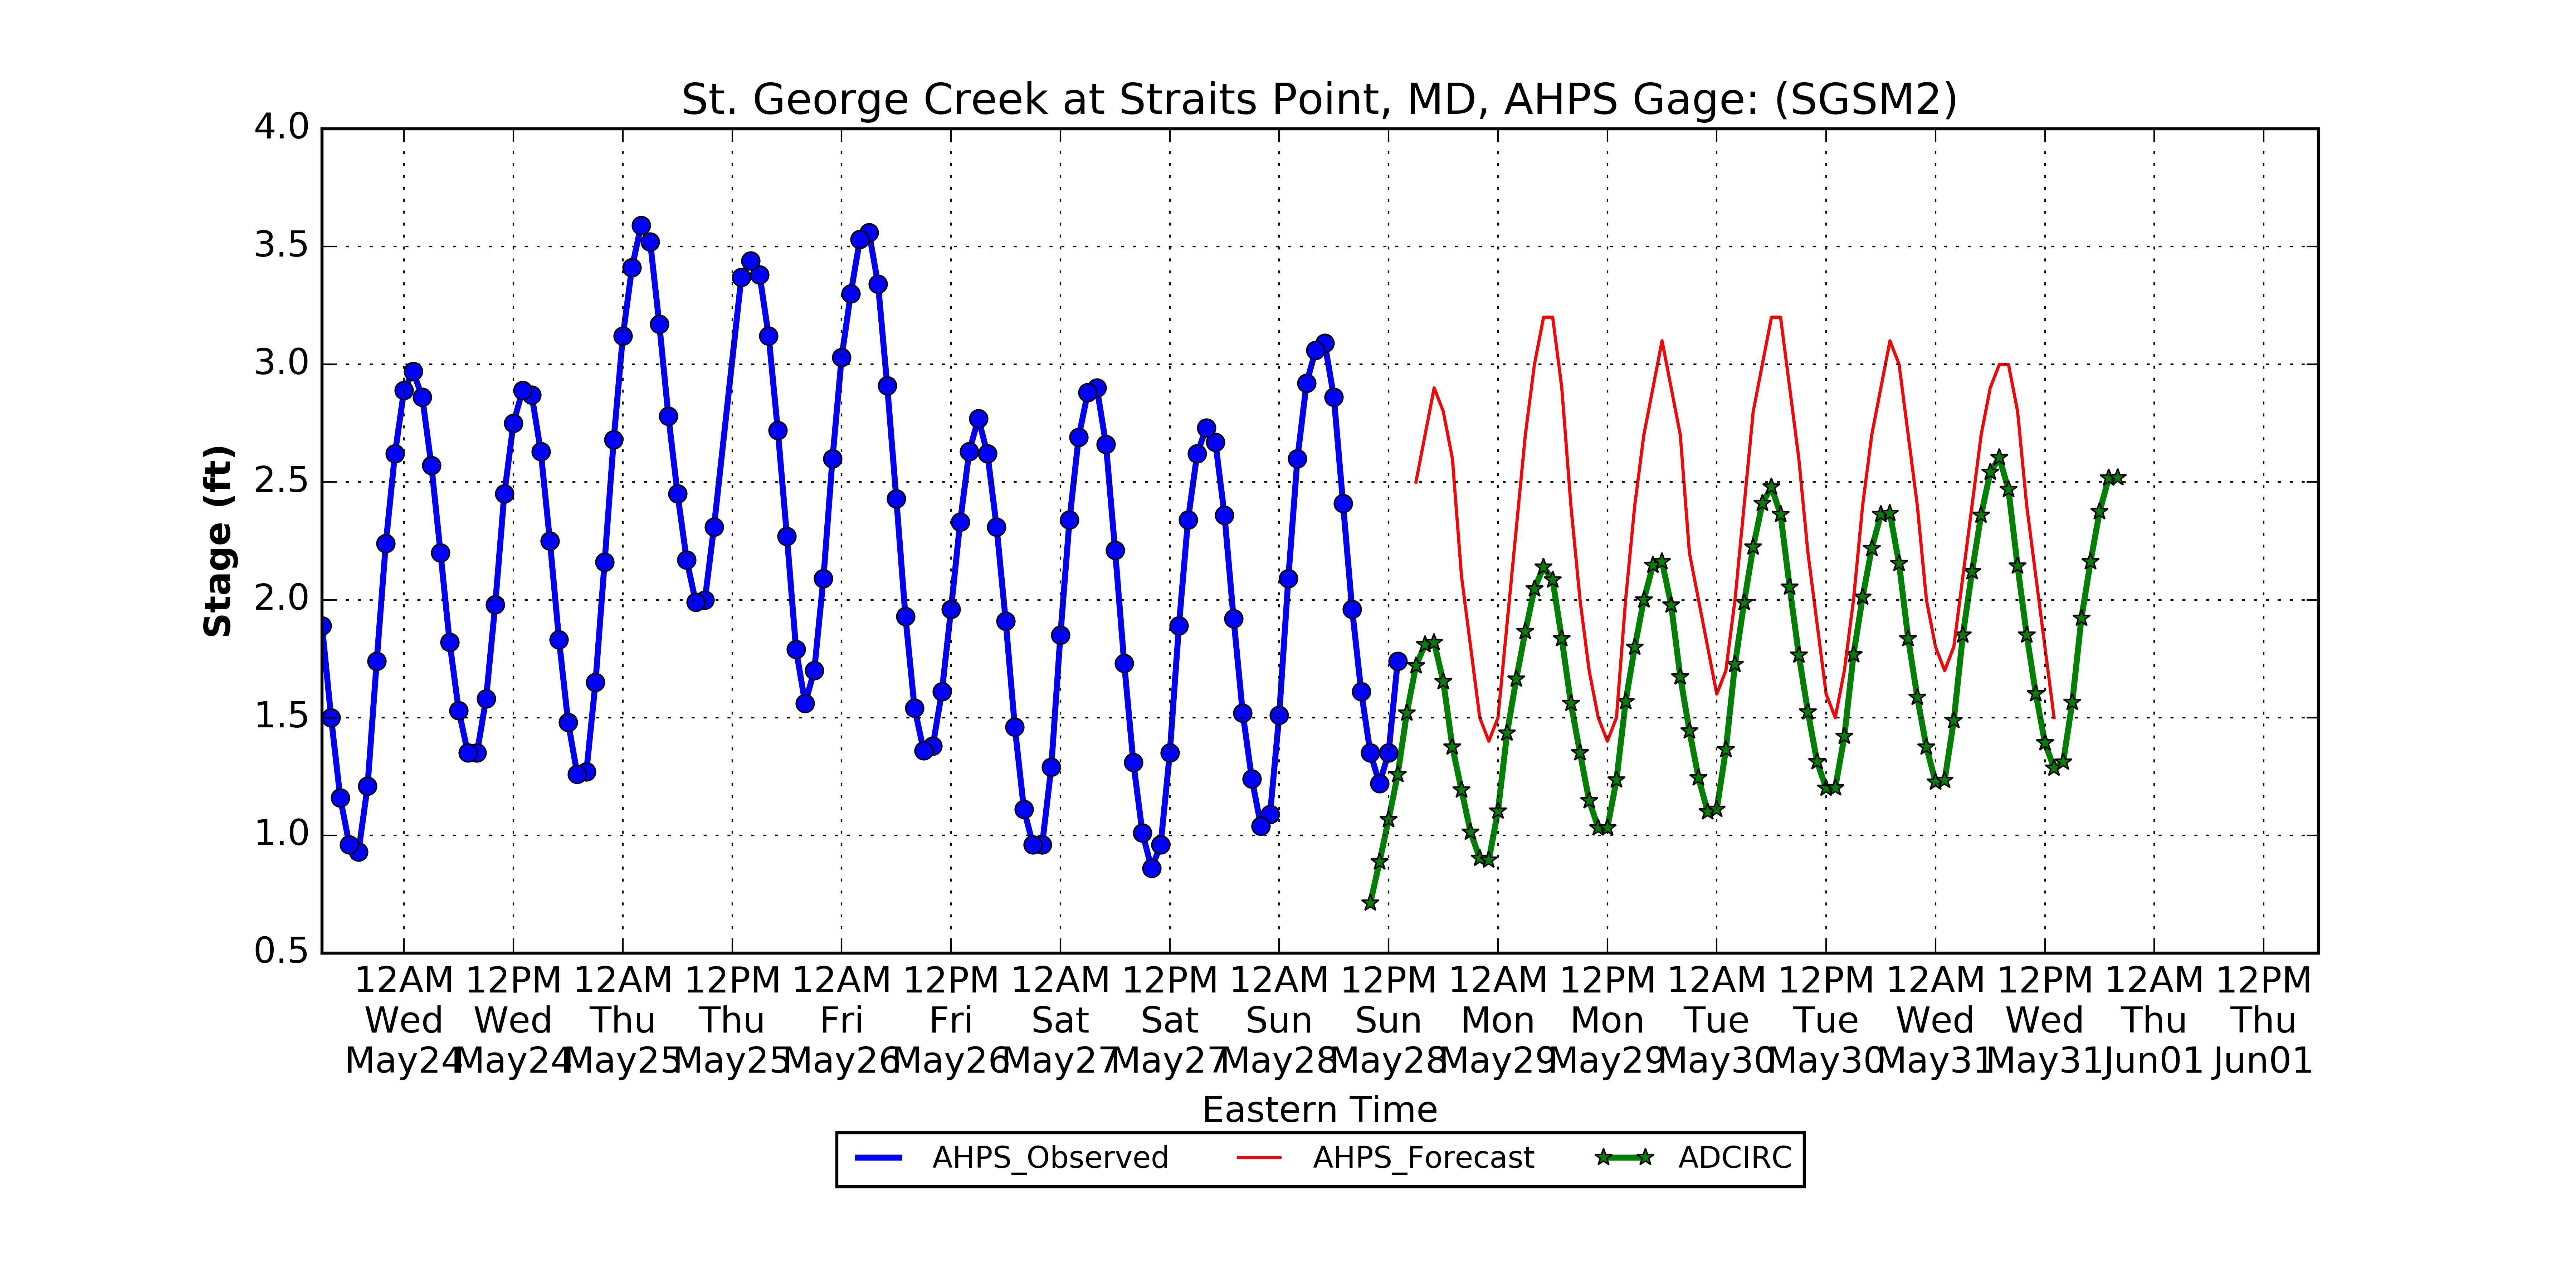 St. George Creek at Straits Point, MD, AHPS Gage: (SGSM2)
4.0
3.5
3.0
2.5
2.0
1.5
1.0
0.5
Stage (ft)
12AM 12PM 12AM 12PM 12AM 12PM 12AM 12PM 12AM 12PM 12AM 12PM 12AM 12PM 12AM 12PM 12AM 12PM
Wed Wed Thu Thu Fri Fri Sat Sat Sun Sun Mon Mon Tue Tue Wed Wed Thu Thu
May24 May24 May25 May25 May26 May26 May27 May27 May28 May28 May29 May29 May30 May30 May31 May31 Jun01 Jun01
Eastern Time
AHPS_Observed AHPS_Forecast ADCIRC